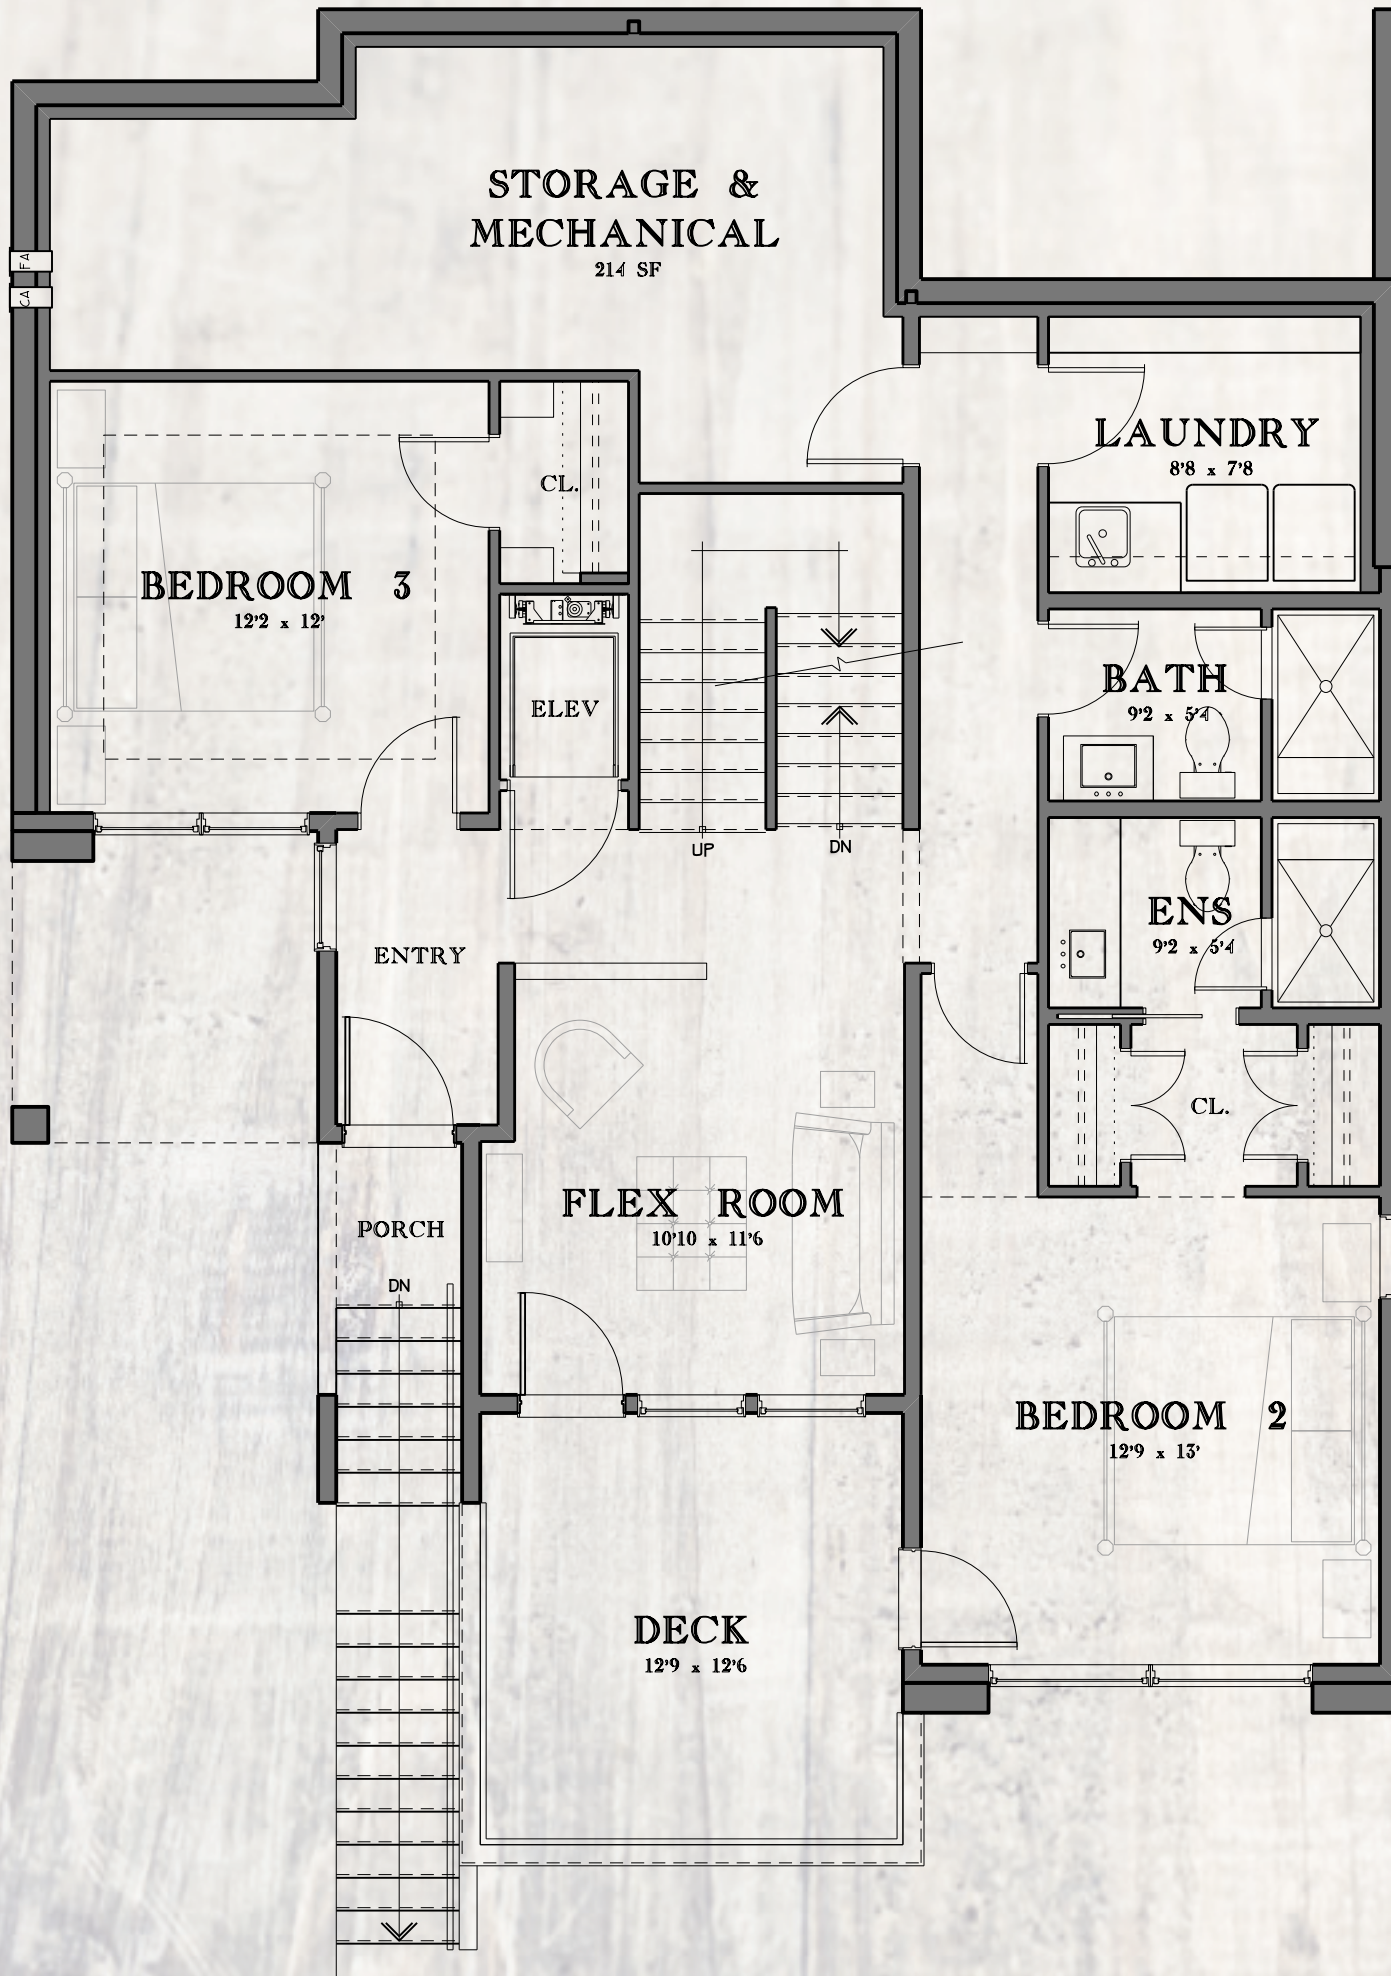 STORAGE &
MECHANICAL
214 SF
FA
CA
LAUNDRY
8'8 x 7'8
CL.
BEDROOM 3
12'2 x 12'
ELEV
BATH
9'2 x 5'4
UP
DN
ENS
9'2 x 5'4
ENTRY
CL.
FLEX ROOM
10'10 x 11'6
PORCH
DN
BEDROOM 2
12'9 x 13'
DECK
12'9 x 12'6